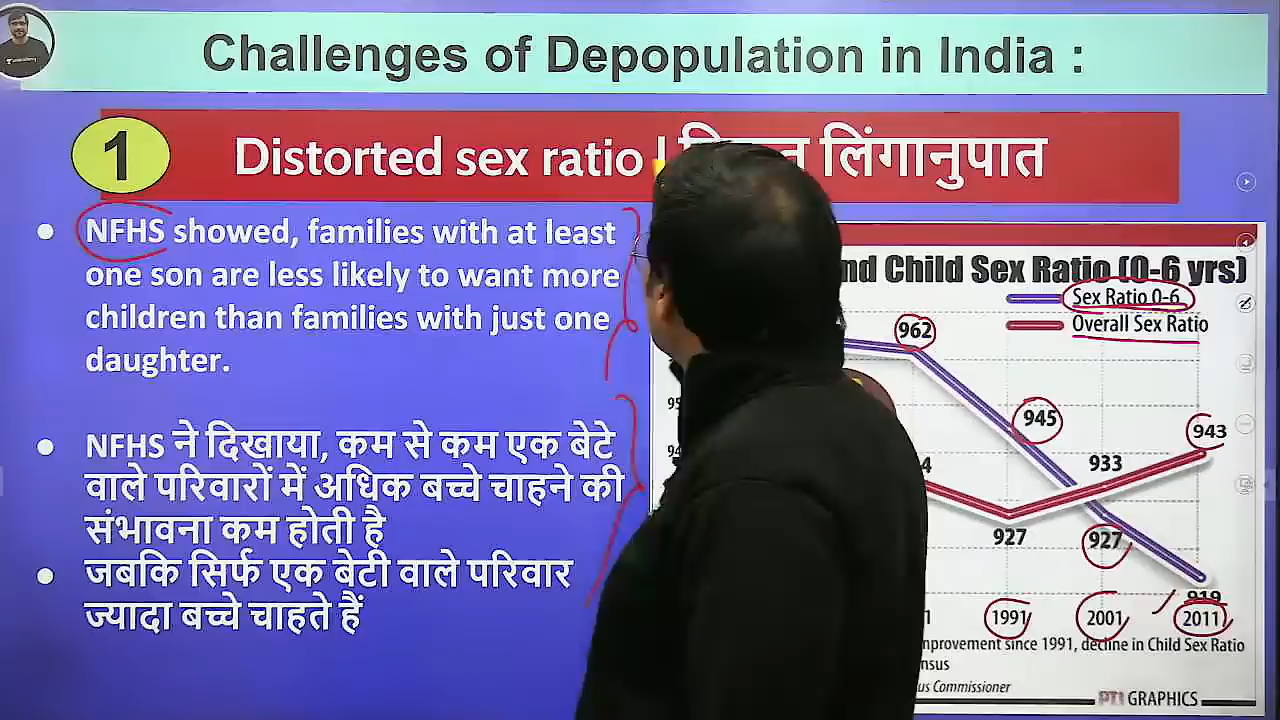 Challenges of Depopulation in India :
1
Distorted sex ratio | लिंगानुपात
• NFHS showed, families with at least
one son are less likely to want more
children than families with just one
daughter.
• NFHS ने दिखाया, कम से कम एक बेटे
वाले परिवारों में अधिक बच्चे चाहने की
संभावना कम होती है
• जबकि सिर्फ एक बेटी वाले परिवार
ज्यादा बच्चे चाहते हैं
Child Sex Ratio (0-6 yrs)
Sex Ratio 0-6
Overall Sex Ratio
962
945
943
933
927
927
919
1991
2001
2011
since 1991, decline in Child Sex Ratio
Commissioner
PTI GRAPHICS